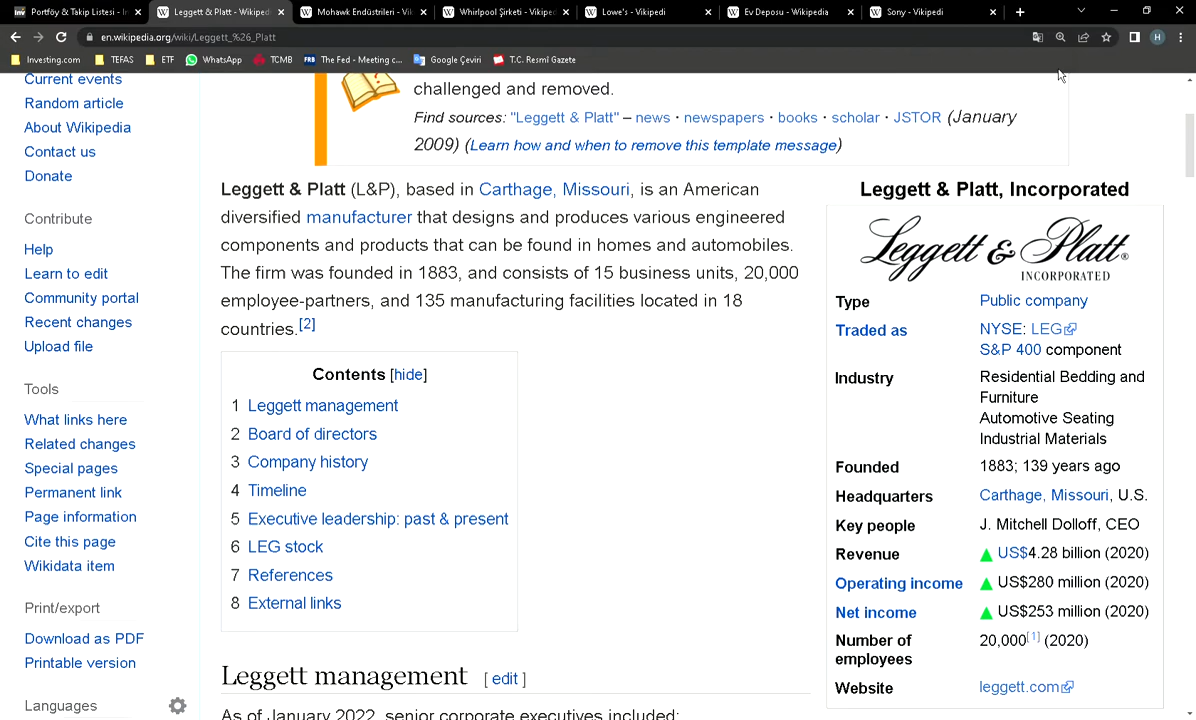 Portföy & Takip Listesi - In
Leggett & Platt - Wikiped
Mohawk Endüstrileri - Vik
Whirlpool Şirketi - Vikiped
Lowe's - Vikipedi
Ev Deposu - Wikipedia
Sony - Vikipedi
en.wikipedia.org/wiki/Leggett_%26_Platt
H
Investing.com
TEFAS
ETF
WhatsApp
TCMB
The Fed - Meeting c...
Google Çeviri
T.C. Resmî Gazete
Current events
Random article
About Wikipedia
Contact us
Donate
Contribute
Help
Learn to edit
Community portal
Recent changes
Upload file
Tools
What links here
Related changes
Special pages
Permanent link
Page information
Cite this page
Wikidata item
Print/export
Download as PDF
Printable version
Languages
challenged and removed.
Find sources: "Leggett & Platt" – news · newspapers · books · scholar · JSTOR (January
2009) (Learn how and when to remove this template message)
Leggett & Platt (L&P), based in Carthage, Missouri, is an American
diversified manufacturer that designs and produces various engineered
components and products that can be found in homes and automobiles.
The firm was founded in 1883, and consists of 15 business units, 20,000
employee-partners, and 135 manufacturing facilities located in 18
countries.[2]
Contents [hide]
1 Leggett management
2 Board of directors
3 Company history
4 Timeline
5 Executive leadership: past & present
6 LEG stock
7 References
8 External links
Leggett management [ edit ]
As of January 2022, senior corporate executives included:
Leggett & Platt, Incorporated
Leggett & Platt®
INCORPORATED
Type Public company
Traded as NYSE: LEG
S&P 400 component
Industry Residential Bedding and
Furniture
Automotive Seating
Industrial Materials
Founded 1883; 139 years ago
Headquarters Carthage, Missouri, U.S.
Key people J. Mitchell Dolloff, CEO
Revenue ▲ US$4.28 billion (2020)
Operating income ▲ US$280 million (2020)
Net income ▲ US$253 million (2020)
Number of 20,000[1] (2020)
employees
Website leggett.com